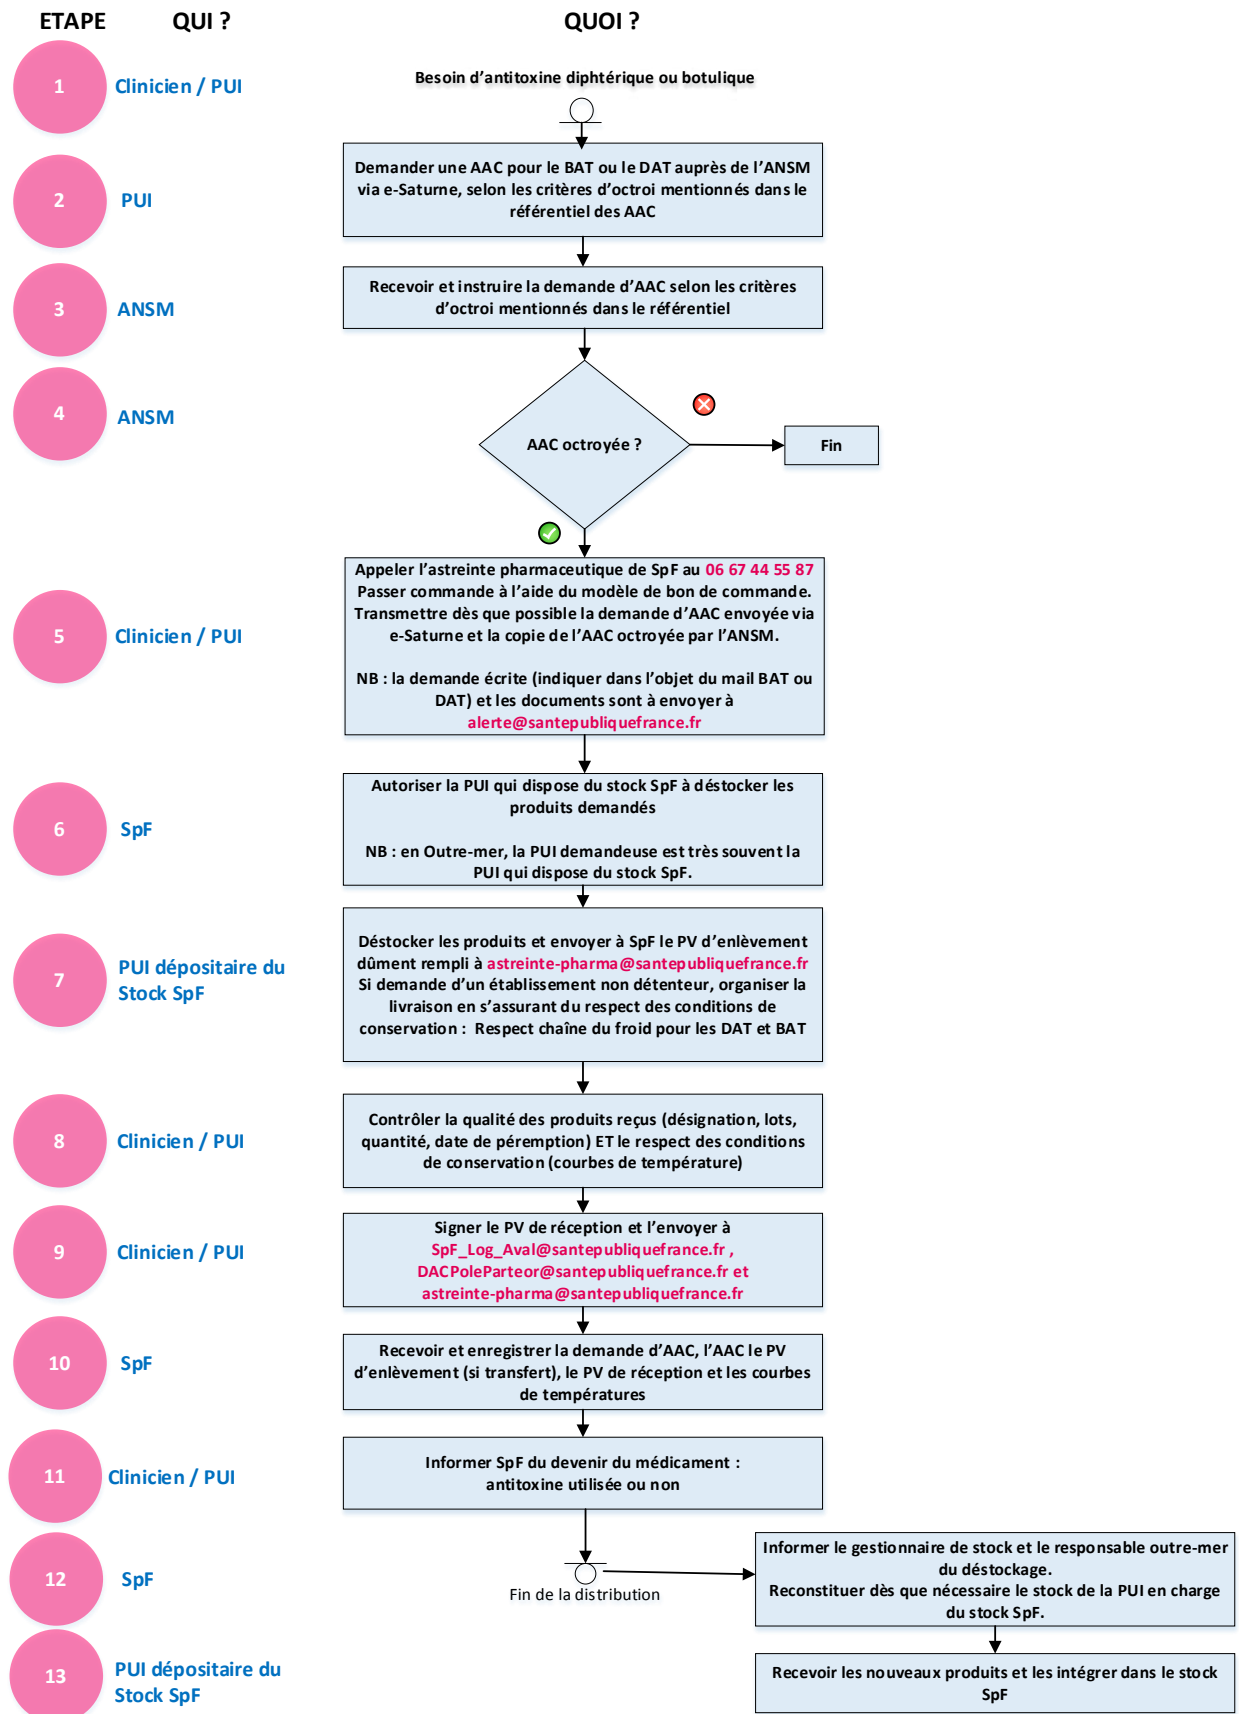 ETAPE QUI ? QUOI ?
1 Clinicien / PUI
Besoin d’antitoxine diphtérique ou botulique
2 PUI
Demander une AAC pour le BAT ou le DAT auprès de l’ANSM
via e-Saturne, selon les critères d’octroi mentionnés dans le
référentiel des AAC
3 ANSM
Recevoir et instruire la demande d’AAC selon les critères
d’octroi mentionnés dans le référentiel
4 ANSM
AAC octroyée ?
Fin
5 Clinicien / PUI
Appeler l’astreinte pharmaceutique de SpF au 06 67 44 55 87
Passer commande à l’aide du modèle de bon de commande.
Transmettre dès que possible la demande d’AAC envoyée via
e-Saturne et la copie de l’AAC octroyée par l’ANSM.
NB : la demande écrite (indiquer dans l’objet du mail BAT ou
DAT) et les documents sont à envoyer à
alerte@santepubliquefrance.fr
6 SpF
Autoriser la PUI qui dispose du stock SpF à déstocker les
produits demandés
NB : en Outre-mer, la PUI demandeuse est très souvent la
PUI qui dispose du stock SpF.
7 PUI dépositaire du
Stock SpF
Déstocker les produits et envoyer à SpF le PV d’enlèvement
dûment rempli à astreinte-pharma@santepubliquefrance.fr
Si demande d’un établissement non détenteur, organiser la
livraison en s’assurant du respect des conditions de
conservation : Respect chaîne du froid pour les DAT et BAT
8 Clinicien / PUI
Contrôler la qualité des produits reçus (désignation, lots,
quantité, date de péremption) ET le respect des conditions
de conservation (courbes de température)
9 Clinicien / PUI
Signer le PV de réception et l’envoyer à
SpF_Log_Aval@santepubliquefrance.fr ,
DACPoleParteor@santepubliquefrance.fr et
astreinte-pharma@santepubliquefrance.fr
10 SpF
Recevoir et enregistrer la demande d’AAC, l’AAC le PV
d’enlèvement (si transfert), le PV de réception et les courbes
de températures
11 Clinicien / PUI
Informer SpF du devenir du médicament :
antitoxine utilisée ou non
12 SpF
Fin de la distribution
Informer le gestionnaire de stock et le responsable outre-mer
du déstockage.
Reconstituer dès que nécessaire le stock de la PUI en charge
du stock SpF.
13 PUI dépositaire du
Stock SpF
Recevoir les nouveaux produits et les intégrer dans le stock
SpF